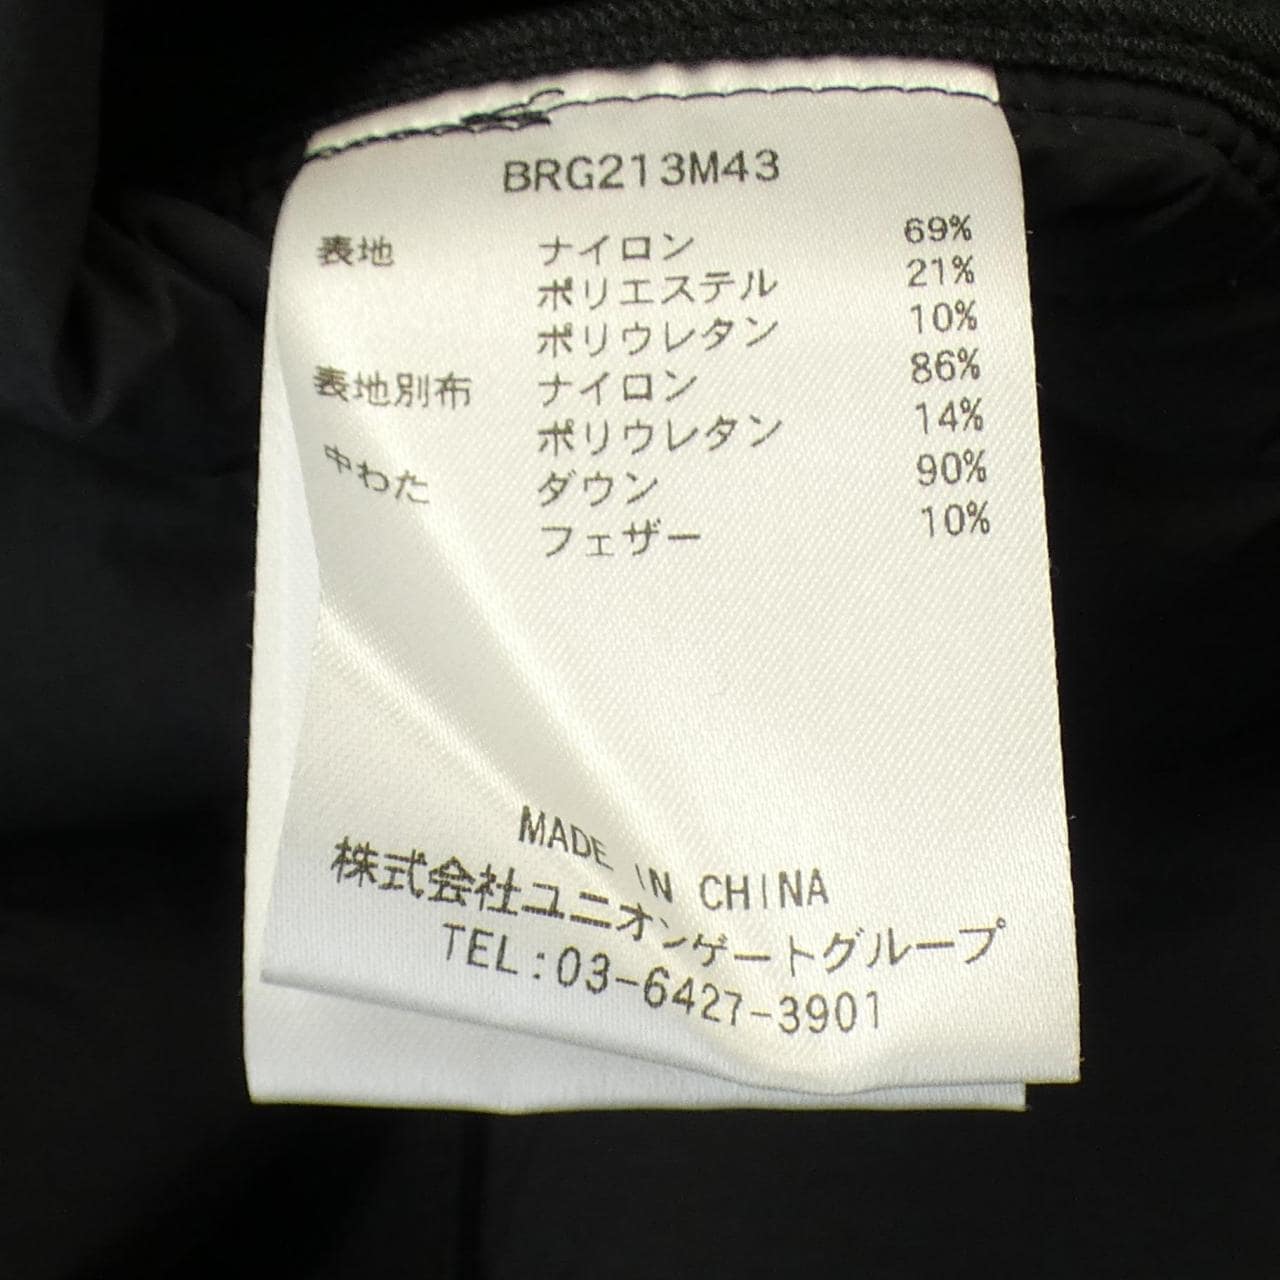 BRG213M43
表地 ナイロン 69%
ポリエステル 21%
ポリウレタン 10%
表地別布 ナイロン 86%
ポリウレタン 14%
中わた ダウン 90%
フェザー 10%
MADE IN CHINA
株式会社ユニオンゲートグループ
TEL:03-6427-3901